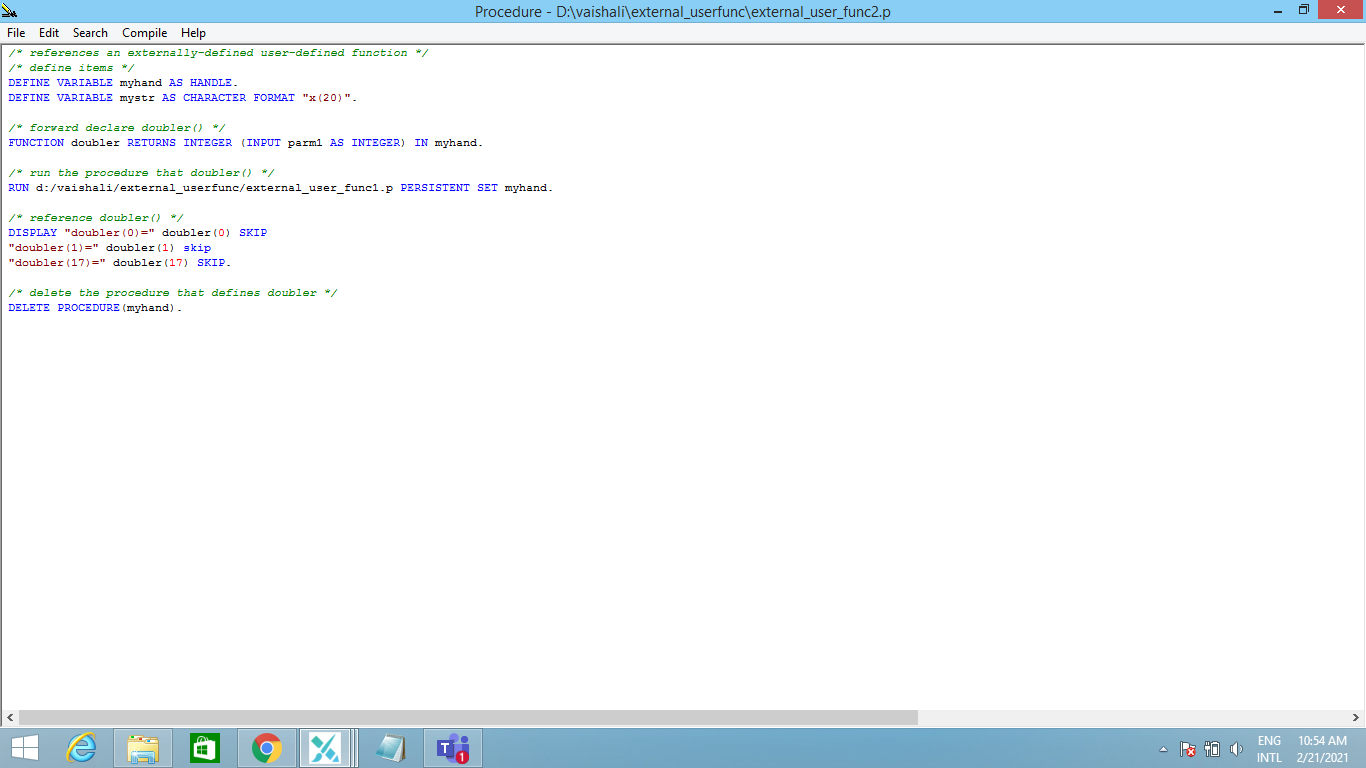 Procedure - D:\vaishali\external_userfunc\external_user_func2.p
File Edit Search Compile Help
/* references an externally-defined user-defined function */
/* define items */
DEFINE VARIABLE myhand AS HANDLE.
DEFINE VARIABLE mystr AS CHARACTER FORMAT "x(20)".
/* forward declare doubler() */
FUNCTION doubler RETURNS INTEGER (INPUT parm1 AS INTEGER) IN myhand.
/* run the procedure that doubler() */
RUN d:/vaishali/external_userfunc/external_user_func1.p PERSISTENT SET myhand.
/* reference doubler() */
DISPLAY "doubler(0)=" doubler(0) SKIP
"doubler(1)=" doubler(1) skip
"doubler(17)=" doubler(17) SKIP.
/* delete the procedure that defines doubler */
DELETE PROCEDURE(myhand).
T 1
ENG 10:54 AM
INTL 2/21/2021